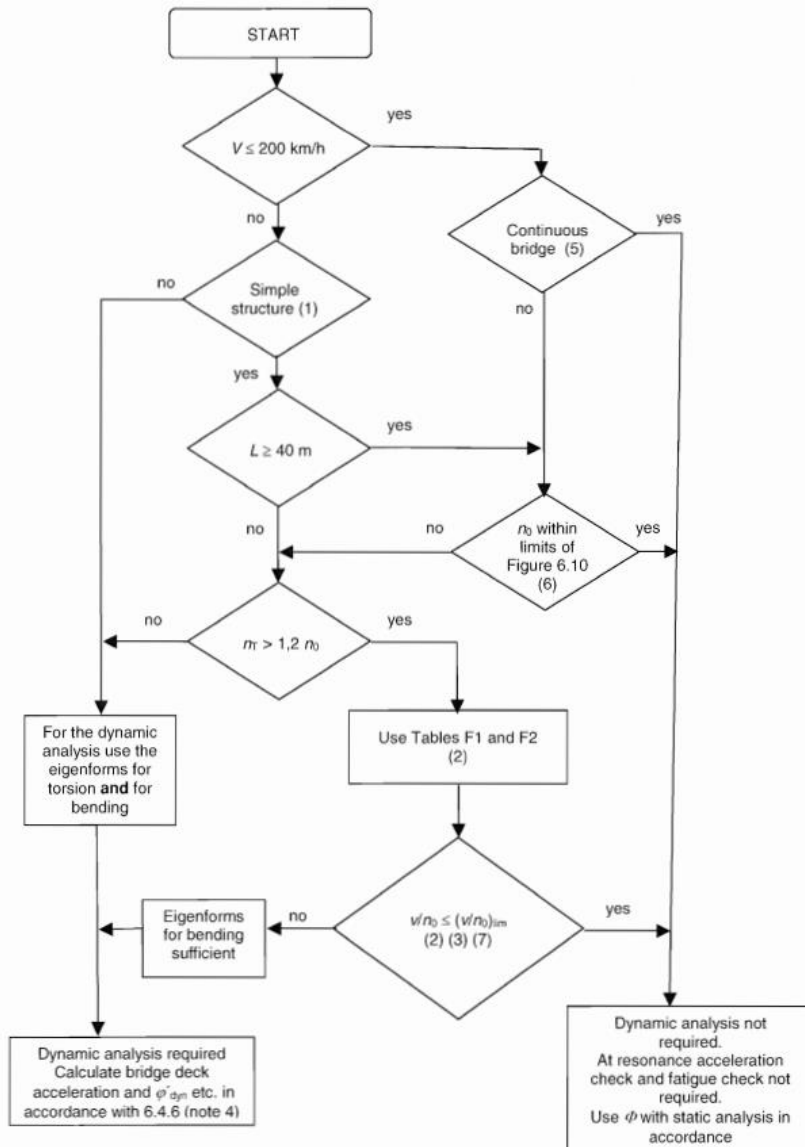 START
yes
V ≤ 200 km/h
no
yes
Continuous
bridge (5)
no
Simple
structure (1)
no
yes
yes
L ≥ 40 m
no
no
yes
n₀ within
limits of
Figure 6.10
(6)
no
yes
n_T > 1,2 n₀
For the dynamic
analysis use the
eigenforms for
torsion and for
bending
Use Tables F1 and F2
(2)
Eigenforms
for bending
sufficient
no
yes
v/n₀ ≤ (v/n₀)lim
(2) (3) (7)
Dynamic analysis required
Calculate bridge deck
acceleration and φ'dyn etc. in
accordance with 6.4.6 (note 4)
Dynamic analysis not
required.
At resonance acceleration
check and fatigue check not
required.
Use Φ with static analysis in
accordance